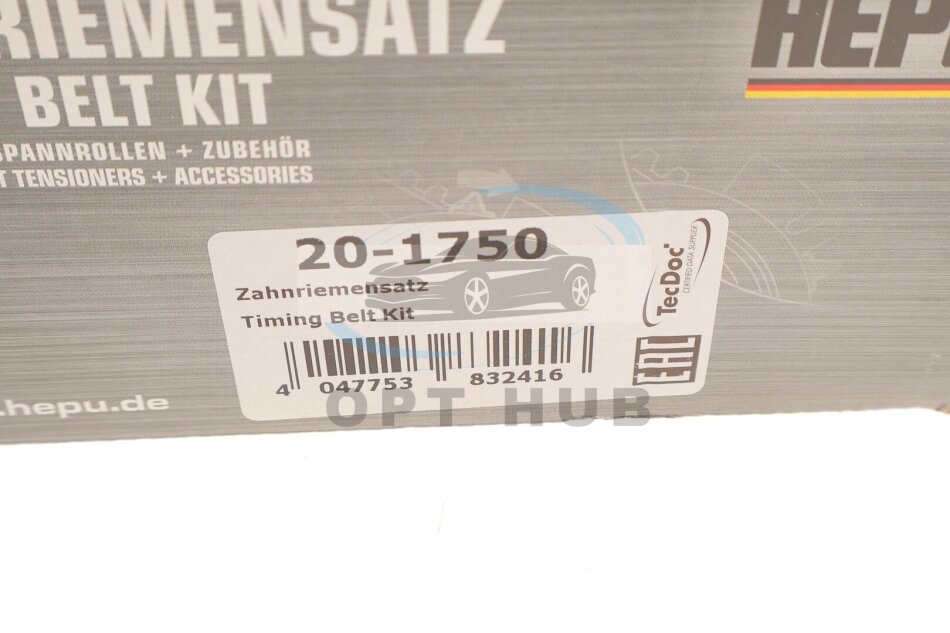 RIEMENSATZ
HEPU
BELT KIT
SPANNROLLEN + ZUBEHÖR
T TENSIONERS + ACCESSORIES
20-1750
Zahnriemensatz
Timing Belt Kit
TecDoc
CERTIFIED DATA SUPPLIER
4 047753 832416
EAC
.hepu.de
OPT HUB